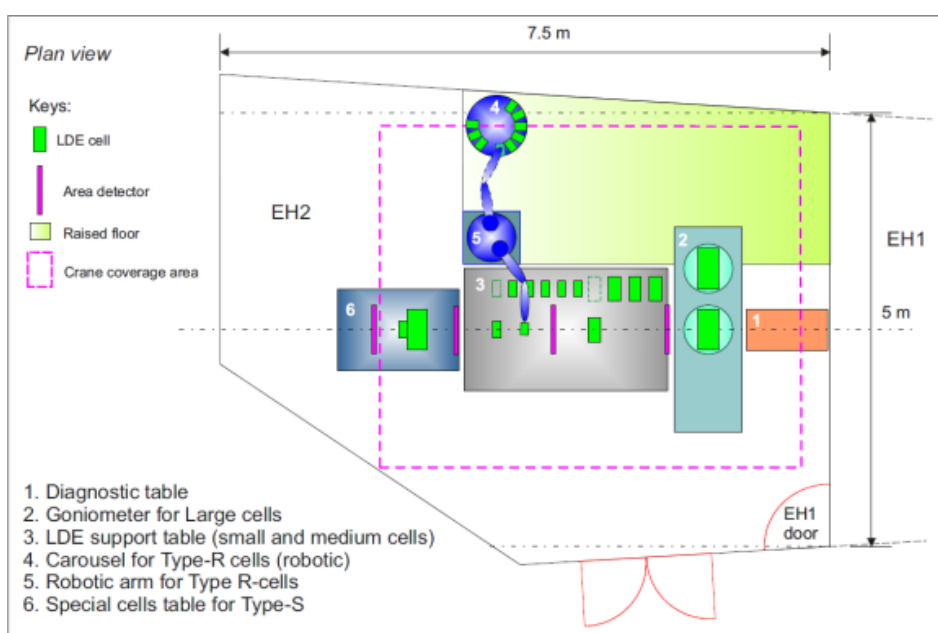 7.5 m
Plan view
Keys:
LDE cell
Area detector
Raised floor
Crane coverage area
EH2
4
5
3
2
6
1
EH1
5 m
EH1
door
1. Diagnostic table
2. Goniometer for Large cells
3. LDE support table (small and medium cells)
4. Carousel for Type-R cells (robotic)
5. Robotic arm for Type R-cells
6. Special cells table for Type-S